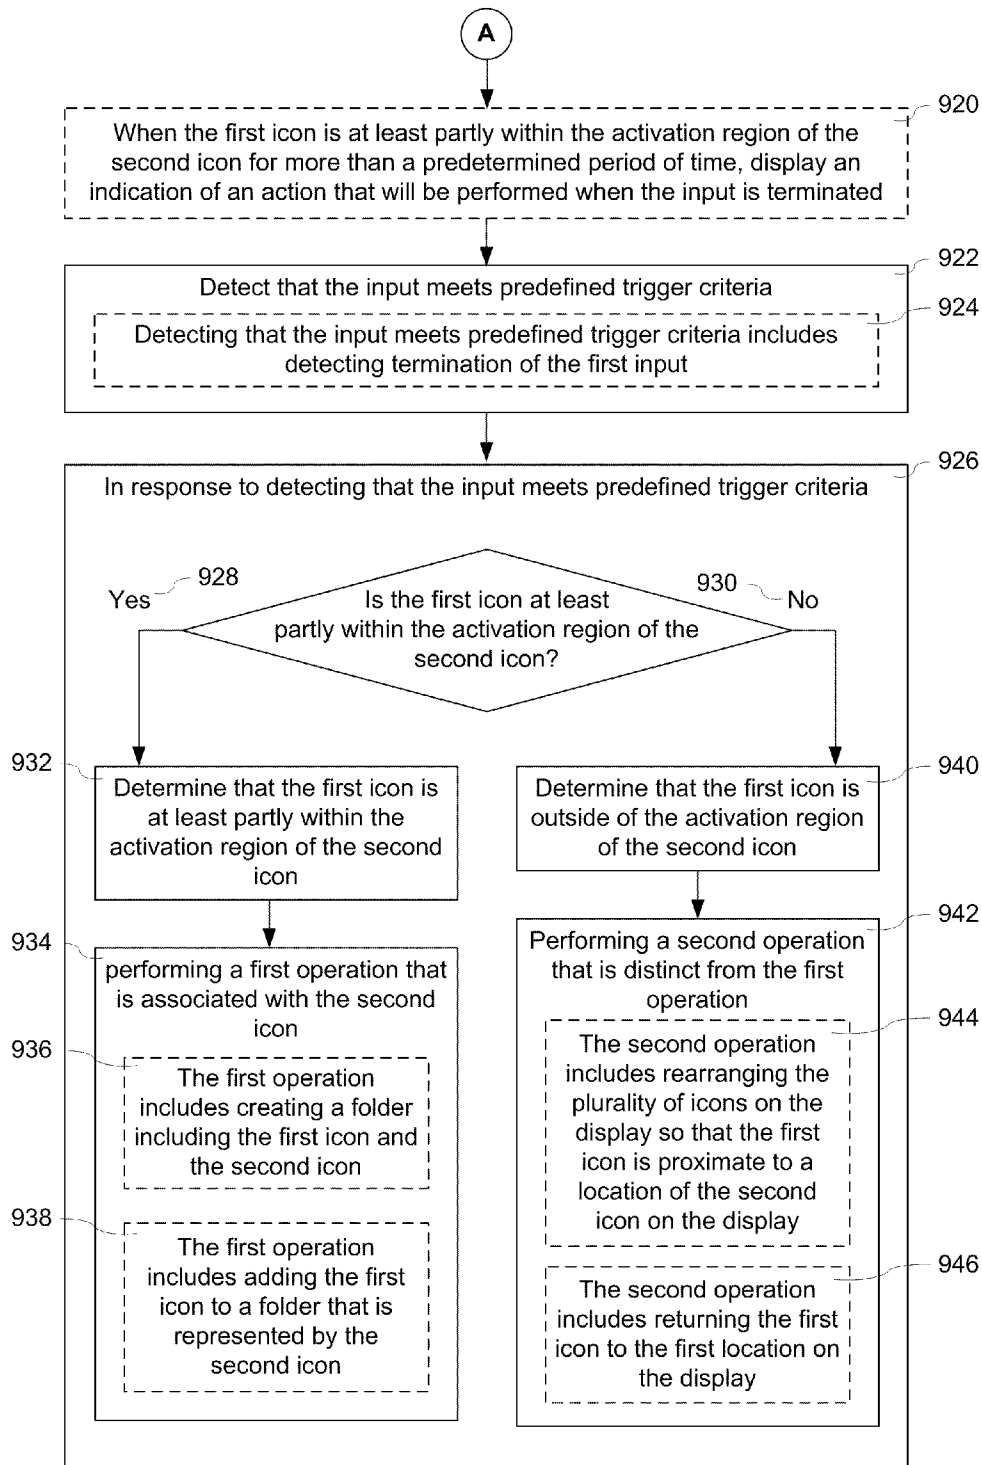 A
920
When the first icon is at least partly within the activation region of the
second icon for more than a predetermined period of time, display an
indication of an action that will be performed when the input is terminated
922
Detect that the input meets predefined trigger criteria
924
Detecting that the input meets predefined trigger criteria includes
detecting termination of the first input
926
In response to detecting that the input meets predefined trigger criteria
928
Yes
930
No
Is the first icon at least
partly within the activation region of the
second icon?
932
Determine that the first icon is
at least partly within the
activation region of the second
icon
934
performing a first operation that
is associated with the second
icon
936
The first operation
includes creating a folder
including the first icon and
the second icon
938
The first operation
includes adding the first
icon to a folder that is
represented by the
second icon
940
Determine that the first icon is
outside of the activation region
of the second icon
942
Performing a second operation
that is distinct from the first
operation
944
The second operation
includes rearranging the
plurality of icons on the
display so that the first
icon is proximate to a
location of the second
icon on the display
946
The second operation
includes returning the first
icon to the first location on
the display